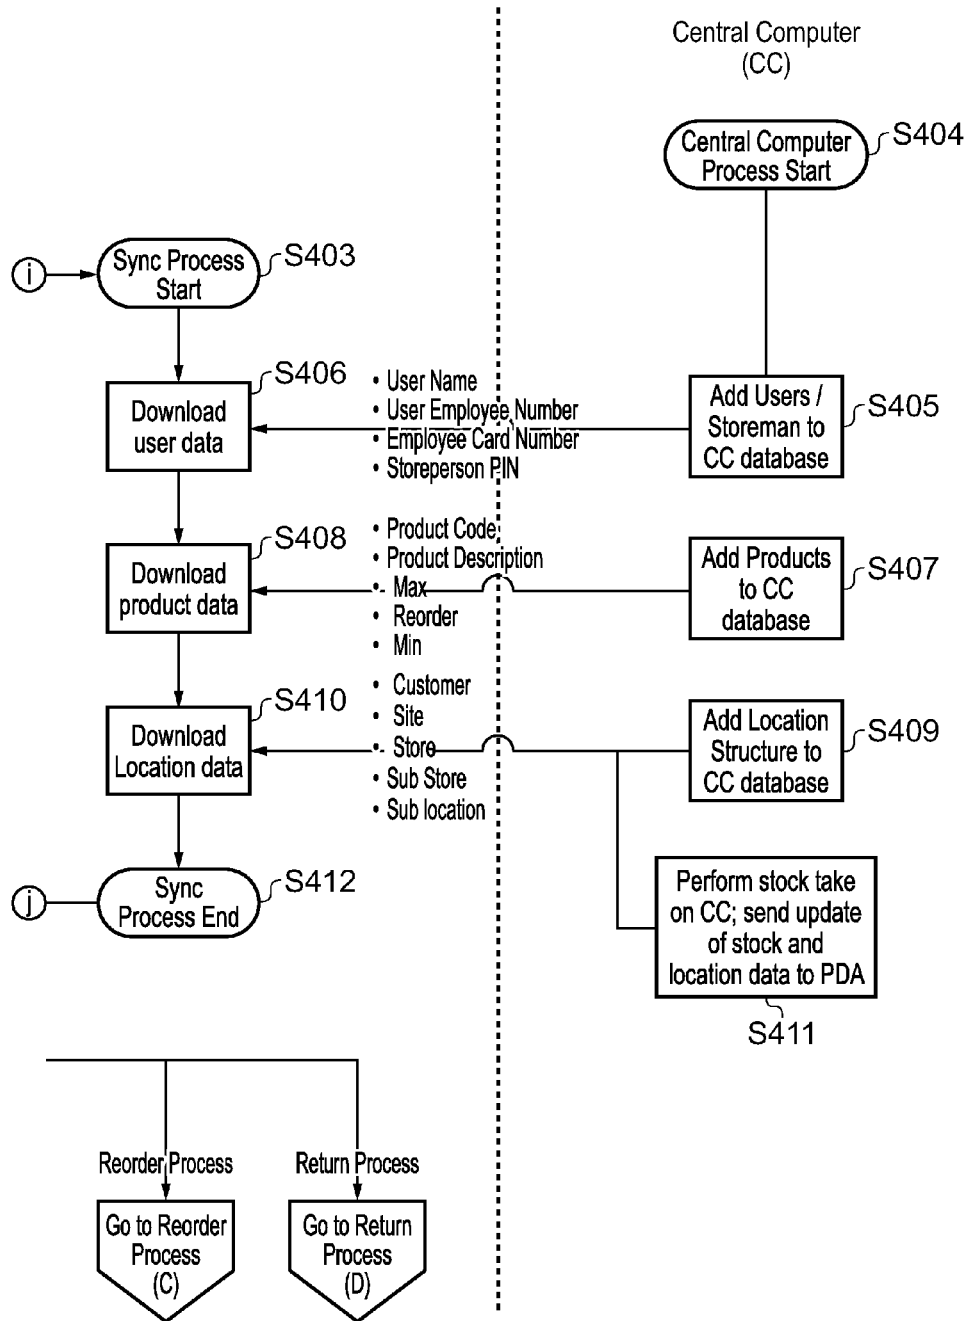 Central Computer
(CC)
Central Computer
Process Start
S404
i
Sync Process
Start
S403
Download
user data
S406
• User Name
• User Employee Number
• Employee Card Number
• Storeperson PIN
Add Users /
Storeman to
CC database
S405
Download
product data
S408
• Product Code
• Product Description
• Max
• Reorder
• Min
Add Products
to CC
database
S407
Download
Location data
S410
• Customer
• Site
• Store
• Sub Store
• Sub location
Add Location
Structure to
CC database
S409
j
Sync
Process End
S412
Perform stock take
on CC; send update
of stock and
location data to PDA
S411
Reorder Process
Return Process
Go to Reorder
Process
(C)
Go to Return
Process
(D)